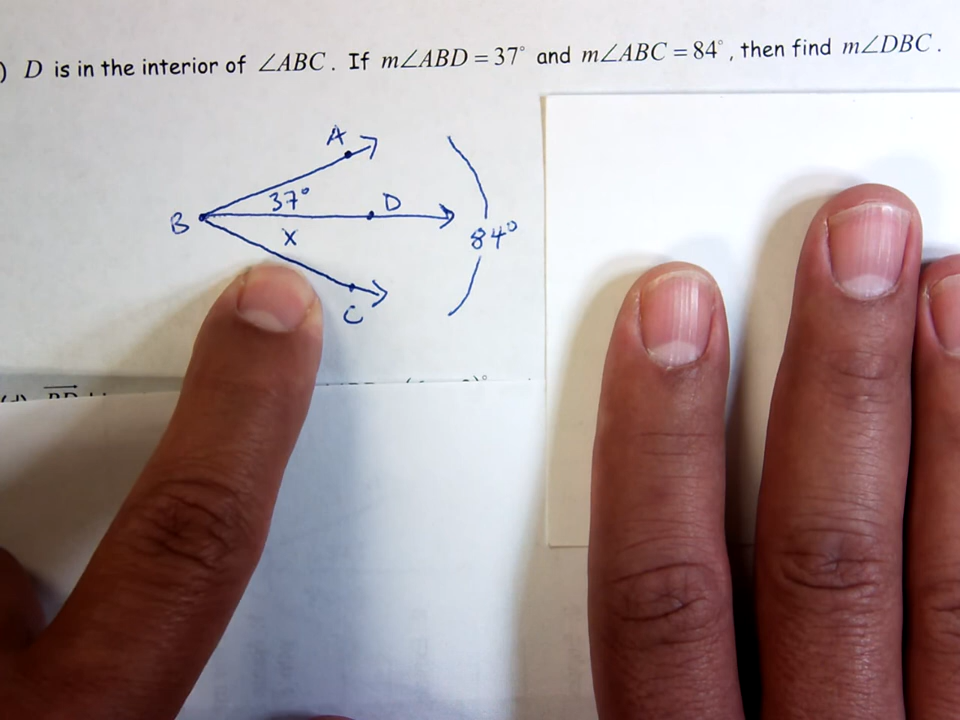 ) D is in the interior of ∠ABC. If m∠ABD = 37° and m∠ABC = 84°, then find m∠DBC.
A
37°
D
B
x
84°
C